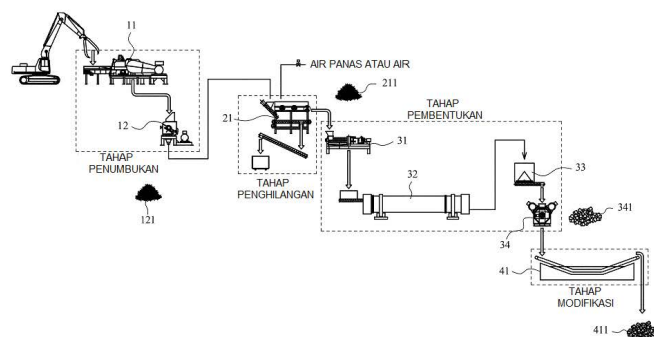 11
12
TAHAP
PENUMBUKAN
121
AIR PANAS ATAU AIR
211
21
TAHAP
PENGHILANGAN
TAHAP
PEMBENTUKAN
31
32
33
34
341
41
TAHAP
MODIFIKASI
411